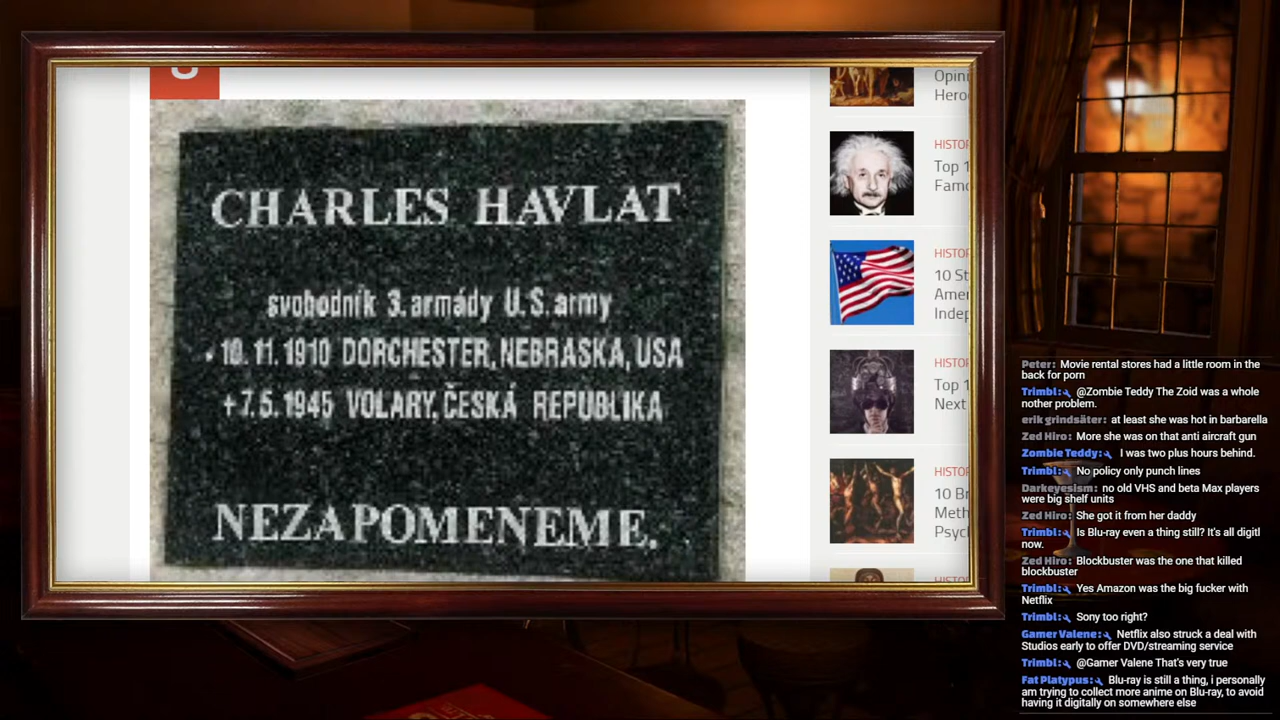 CHARLES HAVLAT
svobodník 3. armády U.S. army
• 10. 11. 1910 DORCHESTER, NEBRASKA, USA
+ 7. 5. 1945 VOLARY, ČESKÁ REPUBLIKA
NEZAPOMENEME.
Opin
Hero
HISTO
Top 1
Famo
HISTO
10 St
Amer
Indep
HISTO
Top 1
Next
HISTO
10 Br
Meth
Psyc
Peter: Movie rental stores had a little room in the
back for porn
Trimbl: @Zombie Teddy The Zoid was a whole
nother problem.
erik grindsäter: at least she was hot in barbarella
Zed Hiro: More she was on that anti aircraft gun
Zombie Teddy: I was two plus hours behind.
Trimbl: No policy only punch lines
Darkeyesism: no old VHS and beta Max players
were big shelf units
Zed Hiro: She got it from her daddy
Trimbl: Is Blu-ray even a thing still? It's all digitl
now.
Zed Hiro: Blockbuster was the one that killed
blockbuster
Trimbl: Yes Amazon was the big fucker with
Netflix
Trimbl: Sony too right?
Gamer Valene: Netflix also struck a deal with
Studios early to offer DVD/streaming service
Trimbl: @Gamer Valene That's very true
Fat Platypus: Blu-ray is still a thing, i personally
am trying to collect more anime on Blu-ray, to avoid
having it digitally on somewhere else